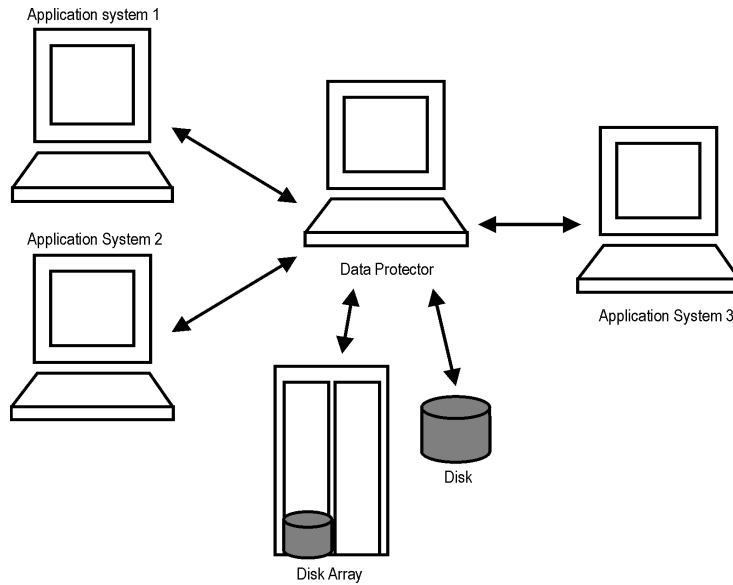 Application system 1
Application System 2
Data Protector
Application System 3
Disk
Disk Array